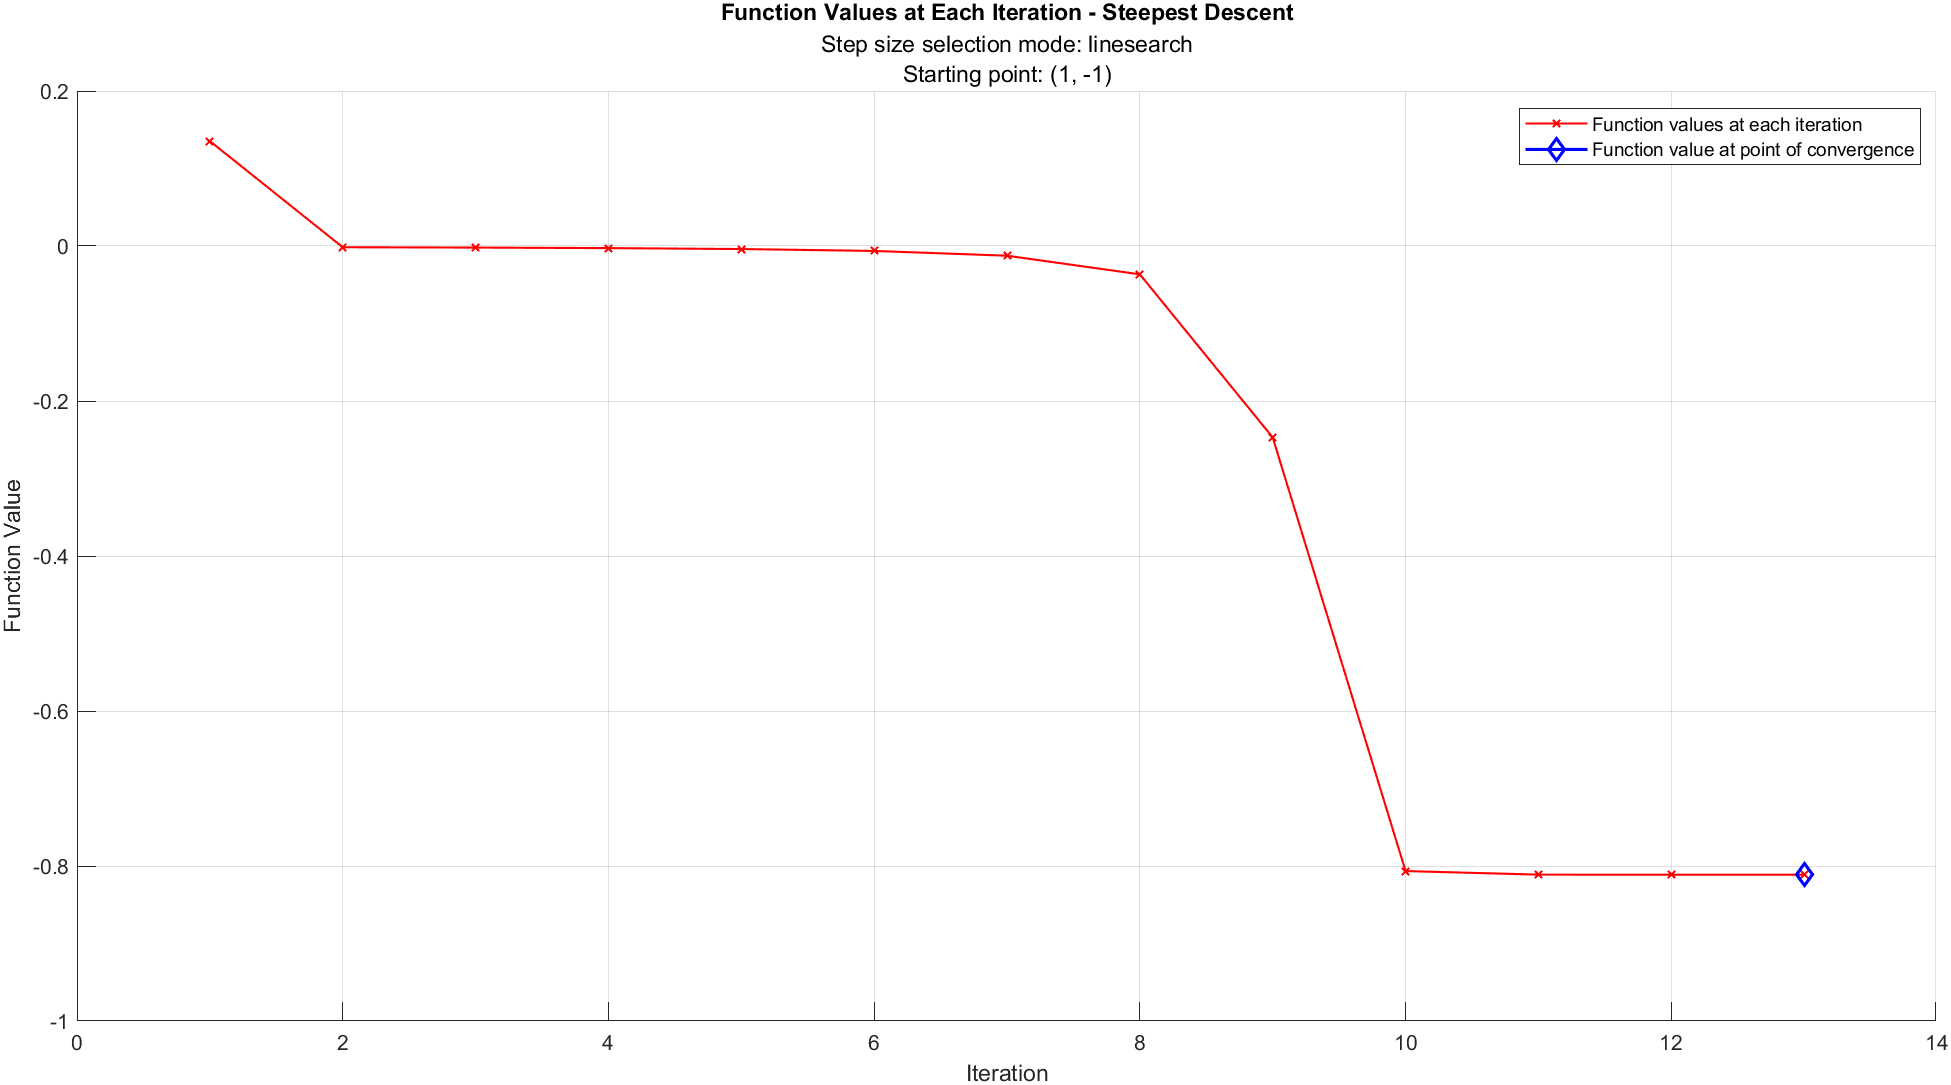 Function Values at Each Iteration - Steepest Descent
Step size selection mode: linesearch
Starting point: (1, -1)
Function values at each iteration
Function value at point of convergence
0.2
0
-0.2
-0.4
-0.6
-0.8
-1
Function Value
0 2 4 6 8 10 12 14
Iteration